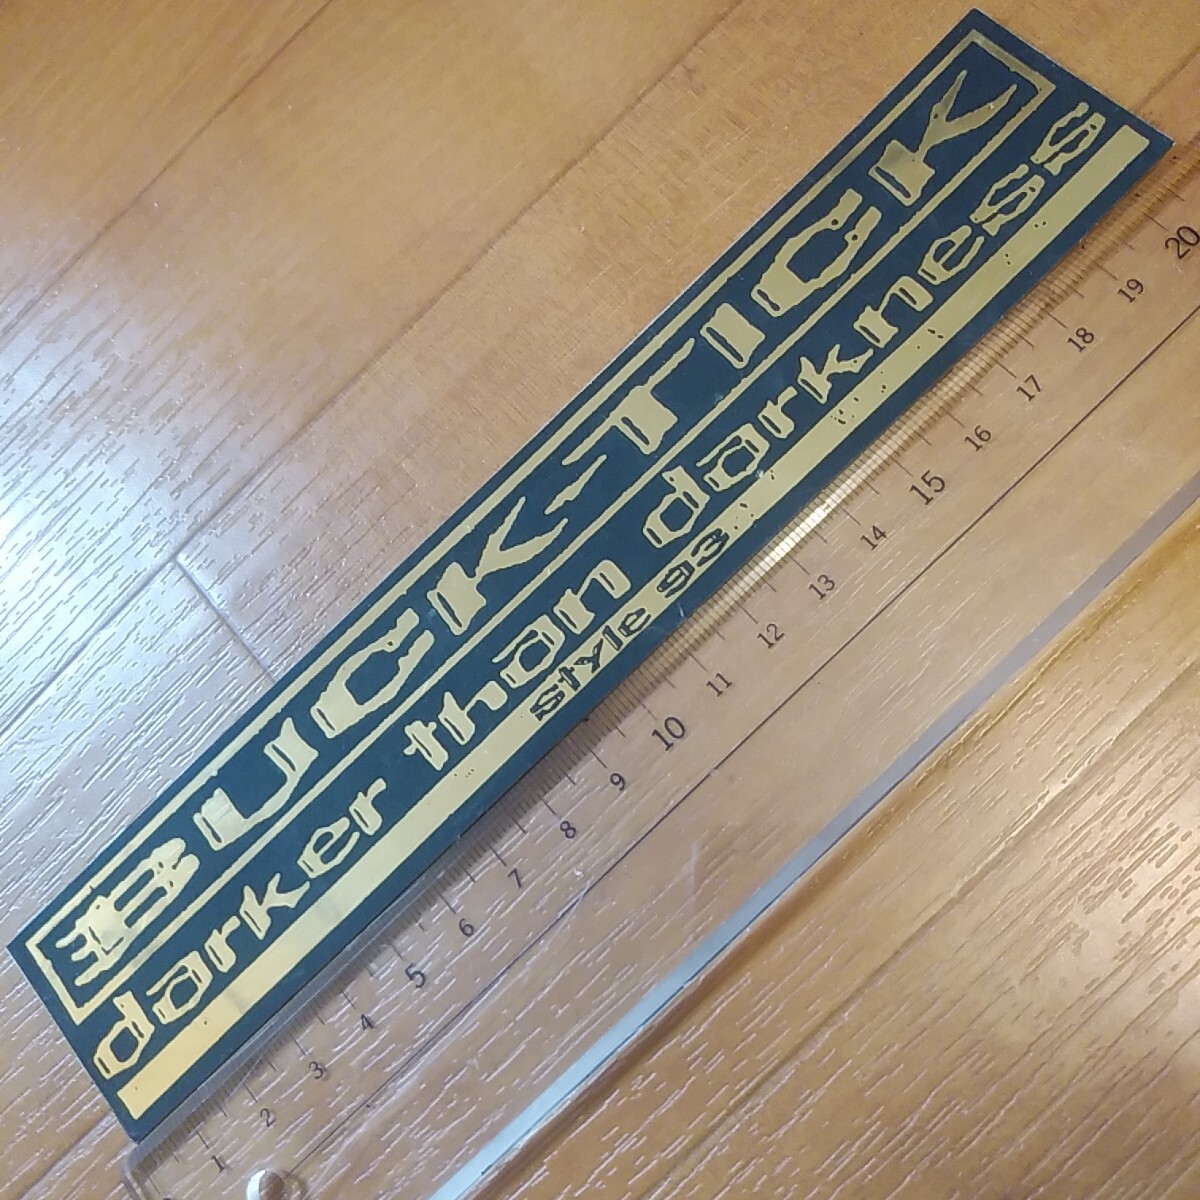 BUCK-TICK
darker than darkness
style 93
1 2 3 4 5 6 7 8 9 10 11 12 13 14 15 16 17 18 19 20